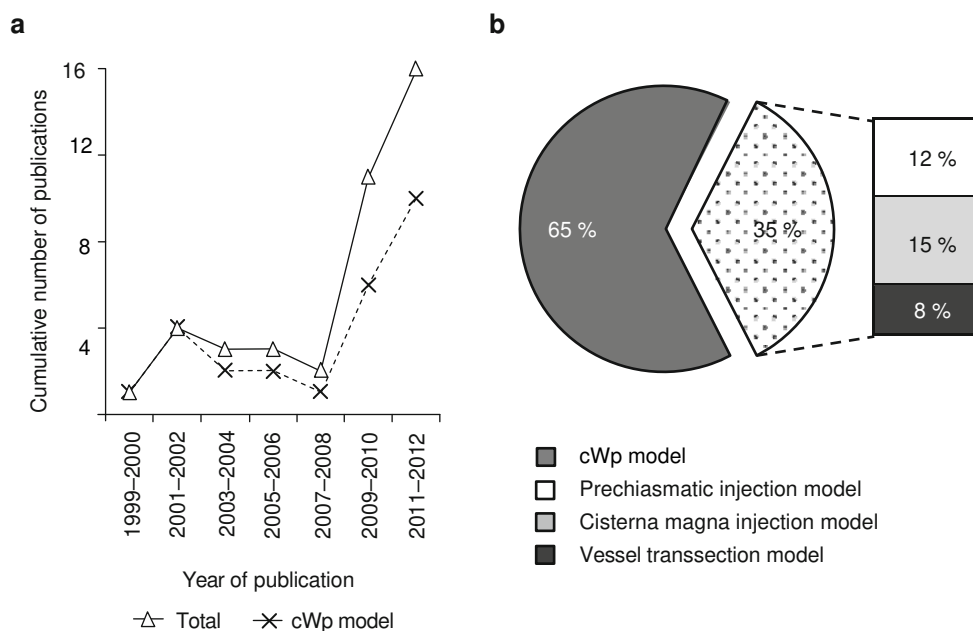 a
Cumulative number of publications
16
12
8
4
1999–2000
2001–2002
2003–2004
2005–2006
2007–2008
2009–2010
2011–2012
Year of publication
Total
cWp model
b
65 %
35 %
12 %
15 %
8 %
cWp model
Prechiasmatic injection model
Cisterna magna injection model
Vessel transsection model